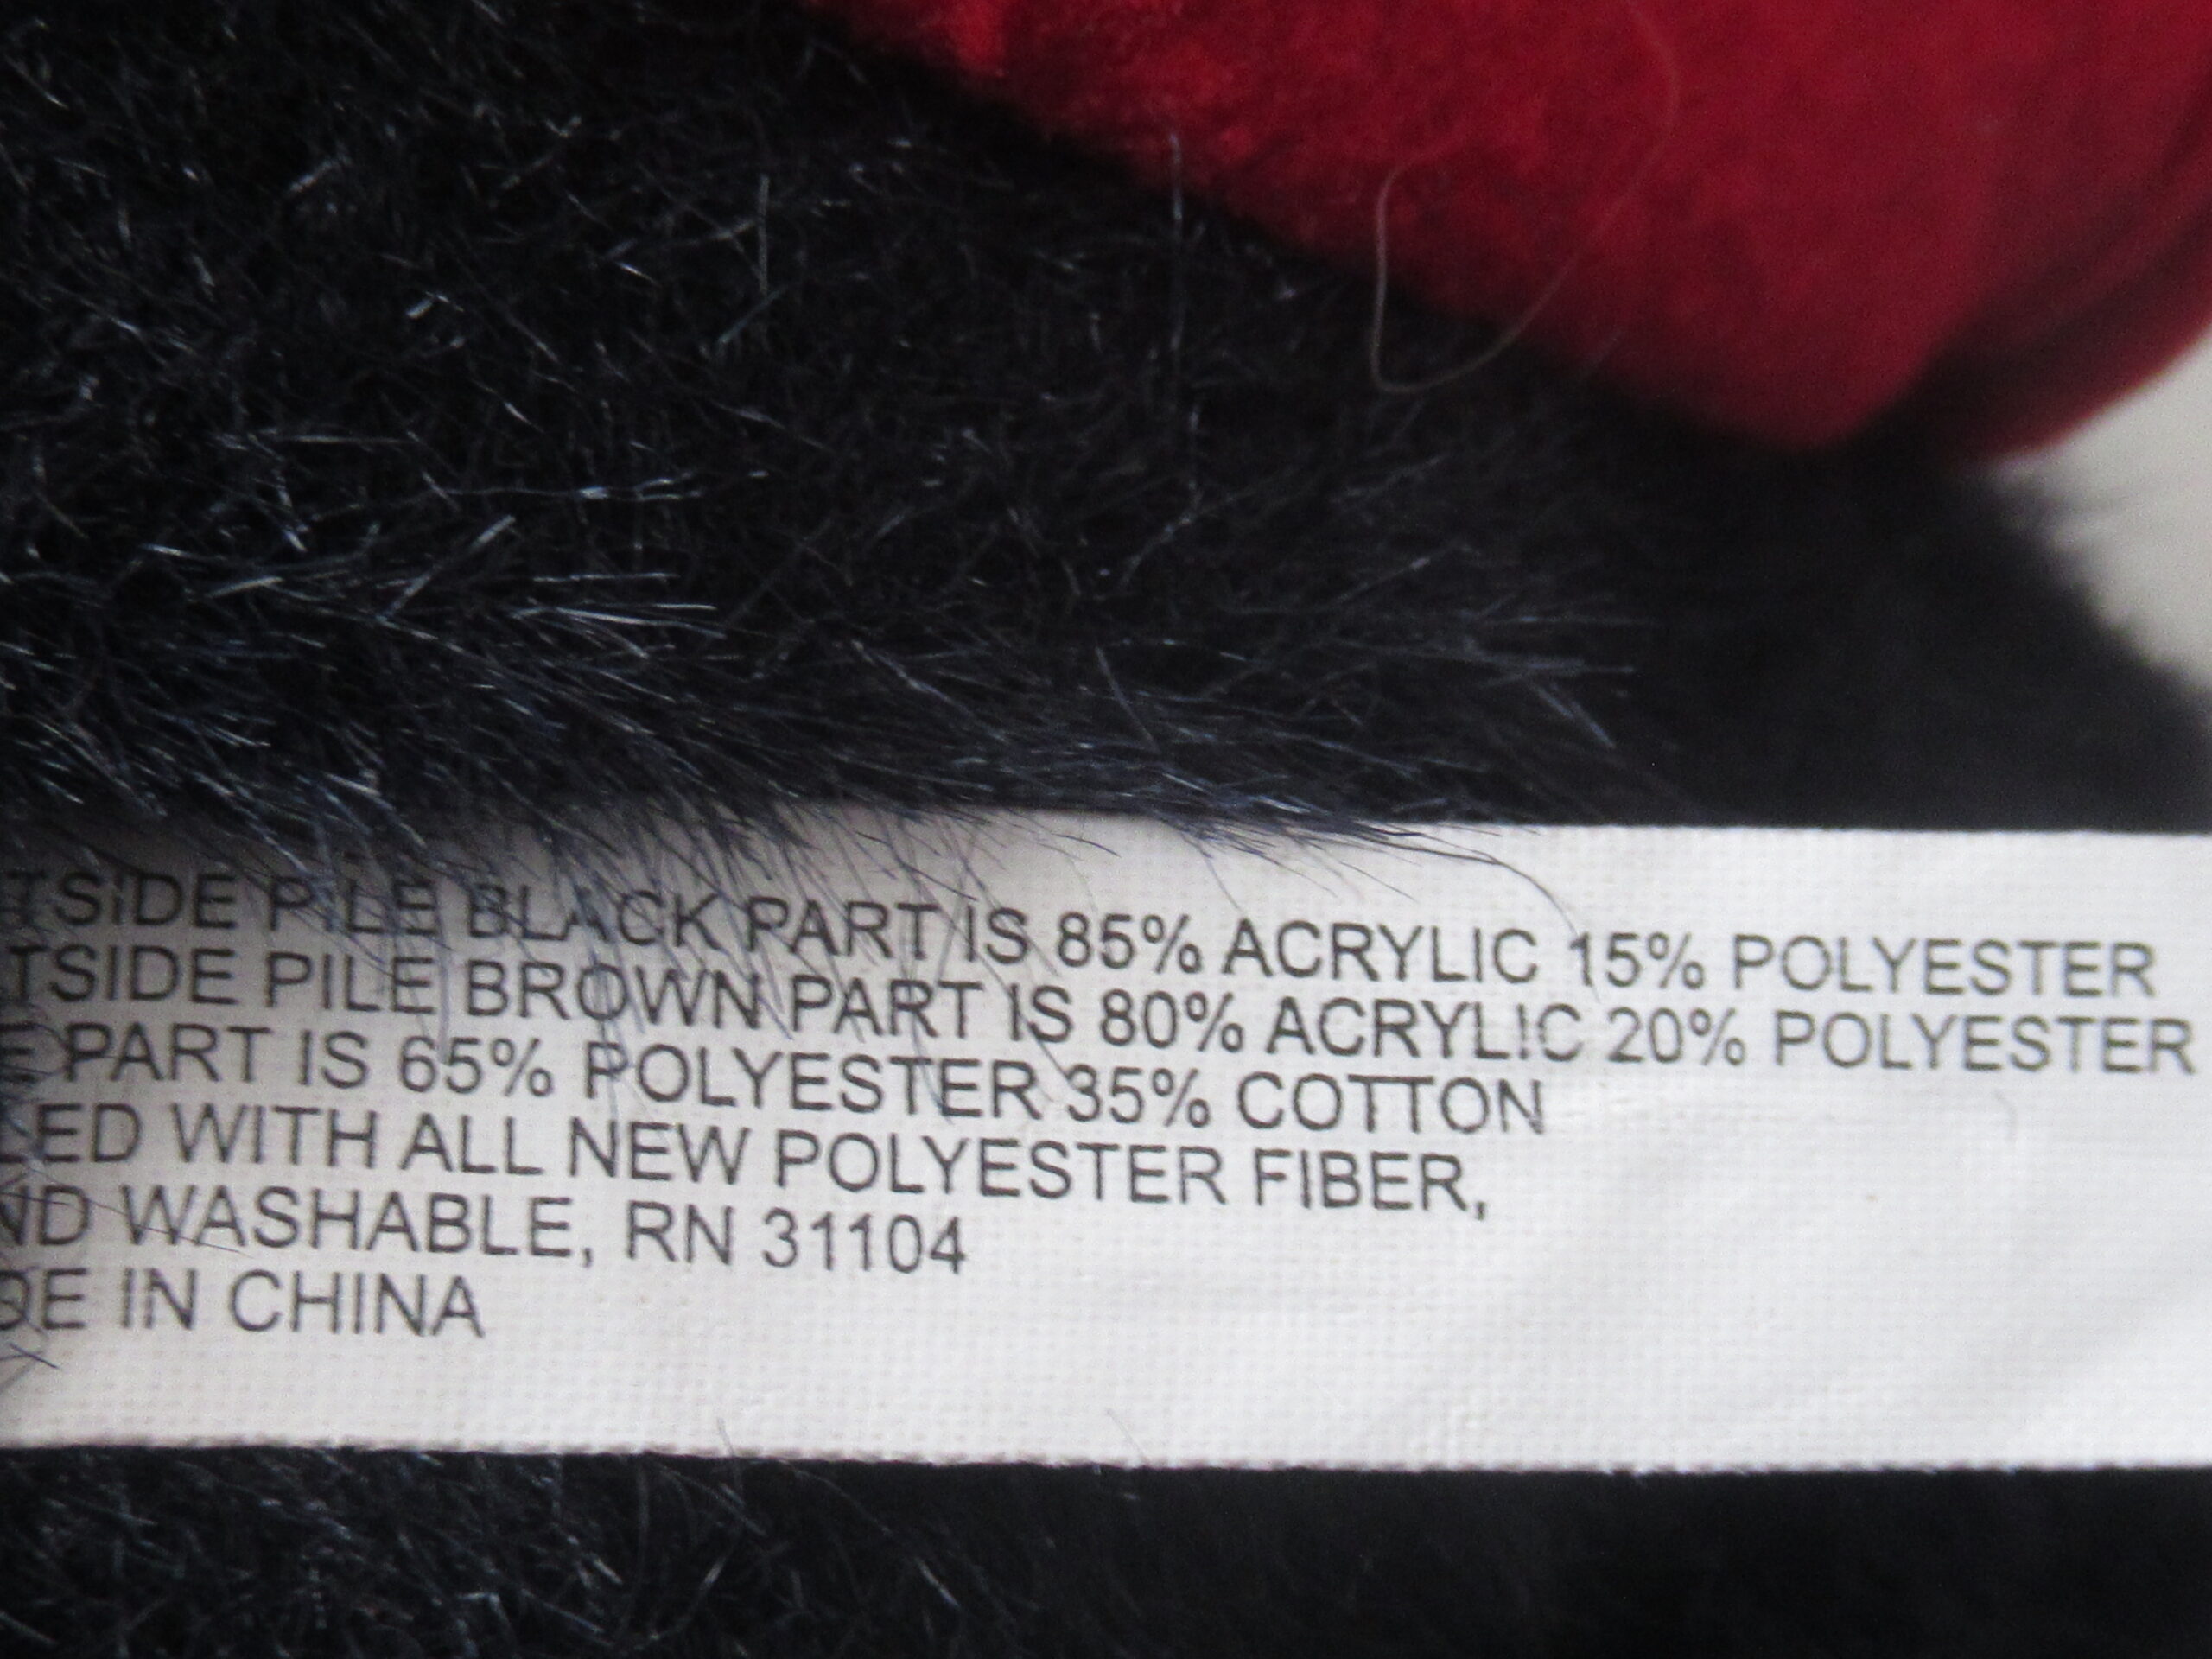 TSIDE PILE BLACK PART IS 85% ACRYLIC 15% POLYESTER
TSIDE PILE BROWN PART IS 80% ACRYLIC 20% POLYESTER
E PART IS 65% POLYESTER 35% COTTON
LED WITH ALL NEW POLYESTER FIBER,
ND WASHABLE, RN 31104
DE IN CHINA